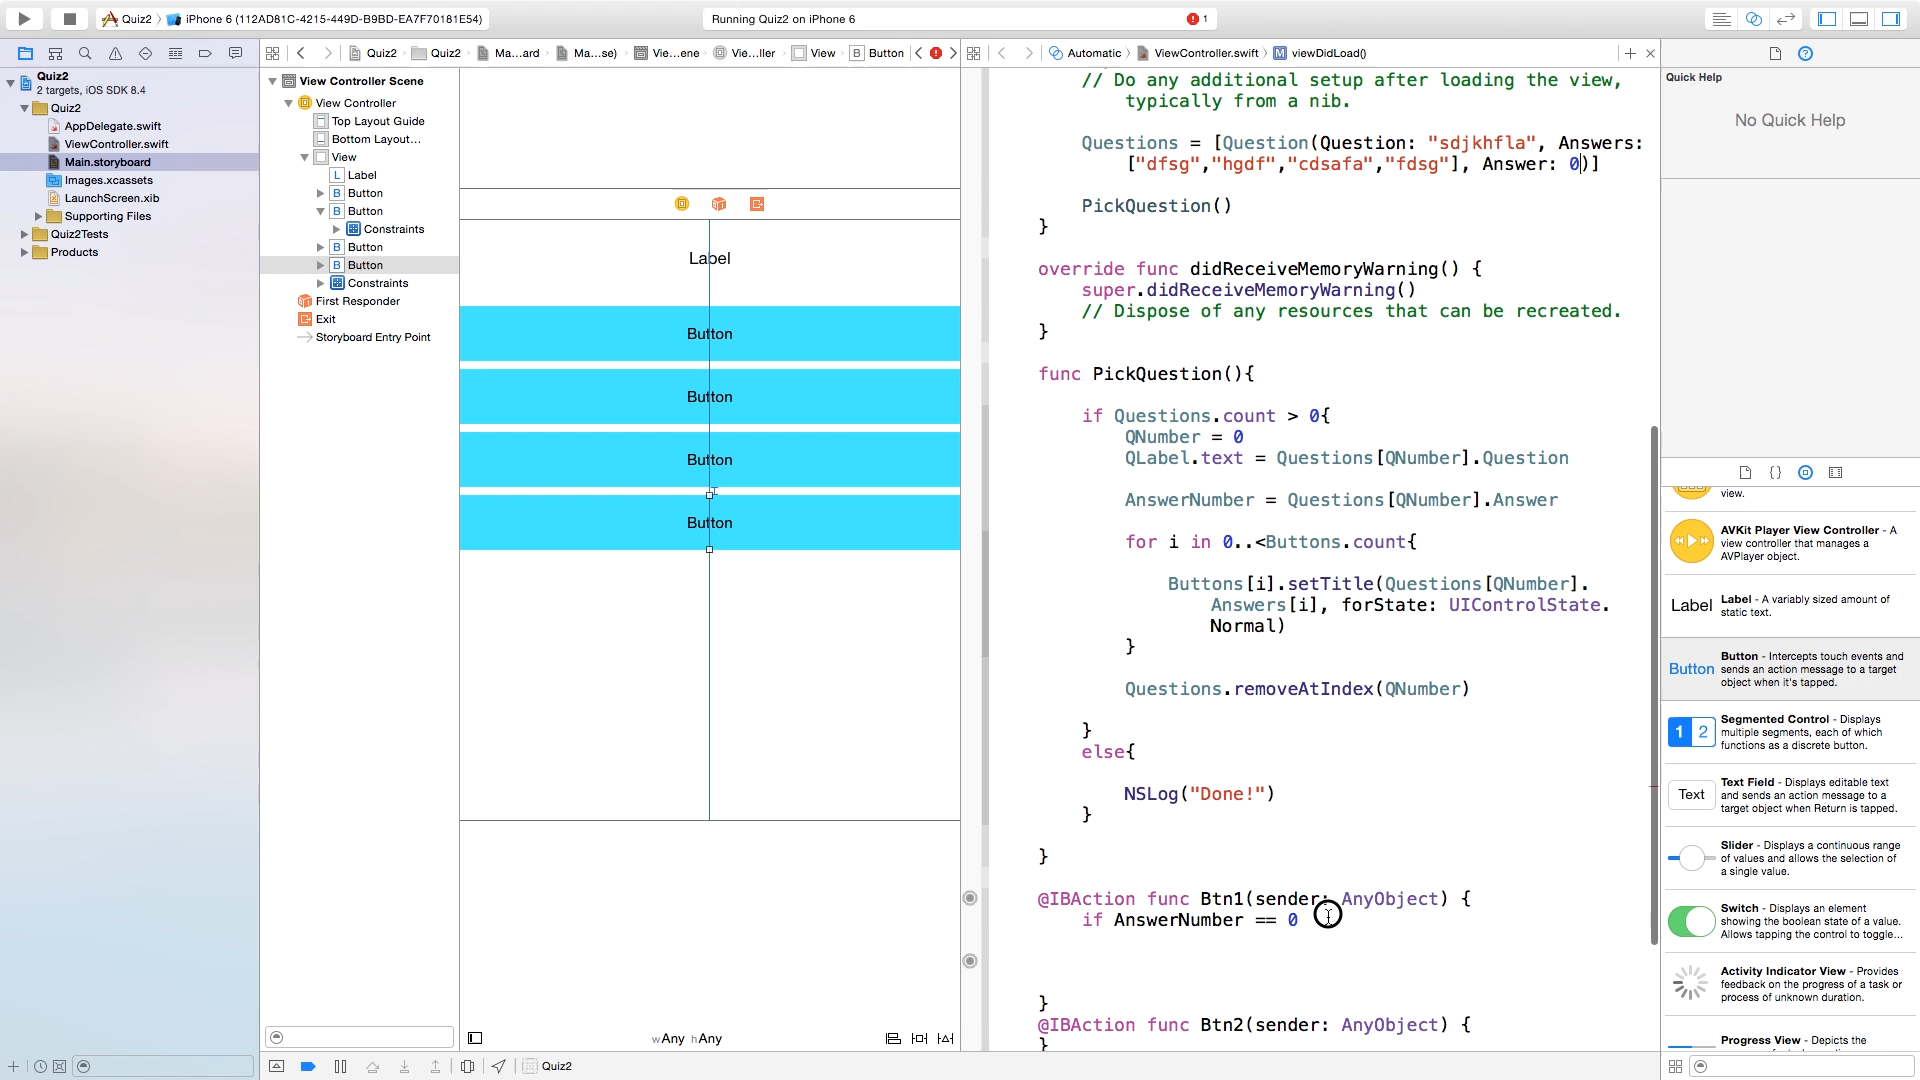 Quiz2 〉 iPhone 6 (112AD81C-4215-449D-B9BD-EA7F70181E54)
Running Quiz2 on iPhone 6
1
Quiz2
2 targets, iOS SDK 8.4
Quiz2
AppDelegate.swift
ViewController.swift
Main.storyboard
Images.xcassets
LaunchScreen.xib
Supporting Files
Quiz2Tests
Products
Quiz2 Quiz2 Ma...ard Ma...se) Vie...ene Vie...ller View B Button
View Controller Scene
View Controller
Top Layout Guide
Bottom Layout...
View
L Label
B Button
B Button
Constraints
B Button
B Button
Constraints
First Responder
Exit
Storyboard Entry Point
Label
Button
Button
Button
Button
wAny hAny
Quiz2
Automatic 〉 ViewController.swift 〉 M viewDidLoad()
// Do any additional setup after loading the view,
typically from a nib.
Questions = [Question(Question: "sdjkhfla", Answers:
["dfsg","hgdf","cdsafa","fdsg"], Answer: 0)]
PickQuestion()
}
override func didReceiveMemoryWarning() {
super.didReceiveMemoryWarning()
// Dispose of any resources that can be recreated.
}
func PickQuestion(){
if Questions.count > 0{
QNumber = 0
QLabel.text = Questions[QNumber].Question
AnswerNumber = Questions[QNumber].Answer
for i in 0..<Buttons.count{
Buttons[i].setTitle(Questions[QNumber].
Answers[i], forState: UIControlState.
Normal)
}
Questions.removeAtIndex(QNumber)
}
else{
NSLog("Done!")
}
}
@IBAction func Btn1(sender: AnyObject) {
if AnswerNumber == 0
}
@IBAction func Btn2(sender: AnyObject) {
}
Quick Help
No Quick Help
view.
AVKit Player View Controller - A
view controller that manages a
AVPlayer object.
Label
Label - A variably sized amount of
static text.
Button
Button - Intercepts touch events and
sends an action message to a target
object when it's tapped.
1 2
Segmented Control - Displays
multiple segments, each of which
functions as a discrete button.
Text
Text Field - Displays editable text
and sends an action message to a
target object when Return is tapped.
Slider - Displays a continuous range
of values and allows the selection of
a single value.
Switch - Displays an element
showing the boolean state of a value.
Allows tapping the control to toggle...
Activity Indicator View - Provides
feedback on the progress of a task or
process of unknown duration.
Progress View - Depicts the